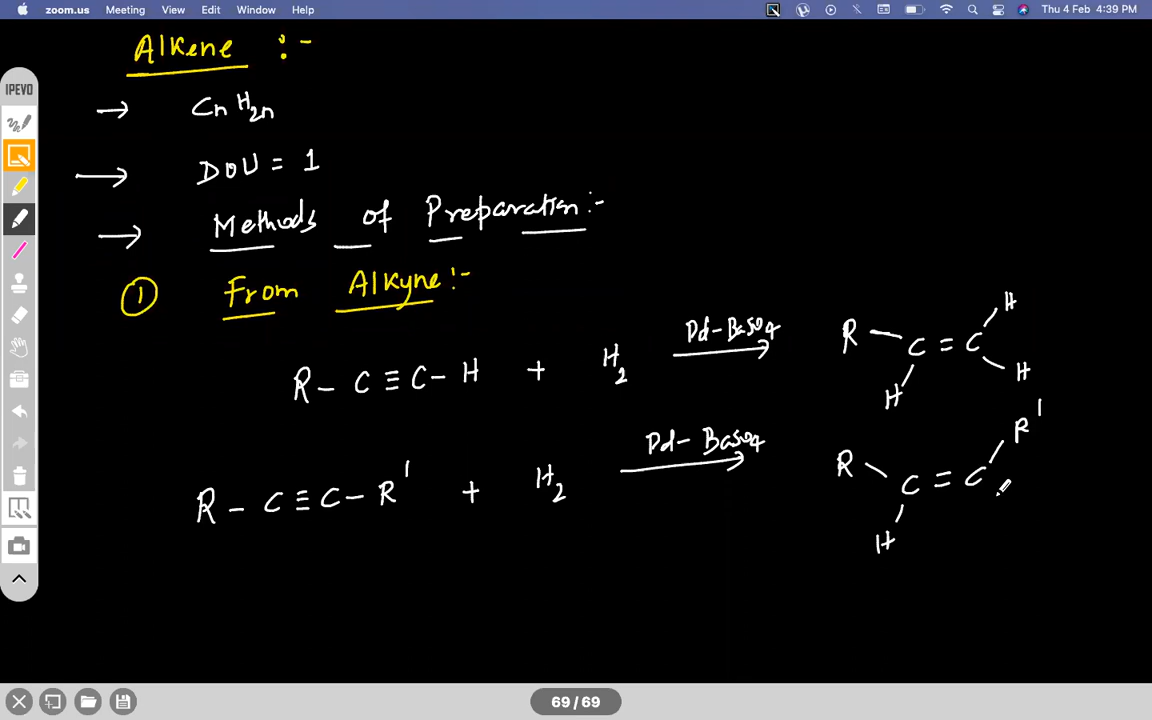 zoom.us Meeting View Edit Window Help Thu 4 Feb 4:39 PM
IPEVO
Alkene :-
→ CnH2n
→ DOU = 1
→ Methods of Preparation :-
① From Alkyne :-
R - C ≡ C - H + H2 Pd-BaSO4 → R C = C H H H
R - C ≡ C - R' + H2 Pd-BaSO4 → R C = C R' H
69 / 69